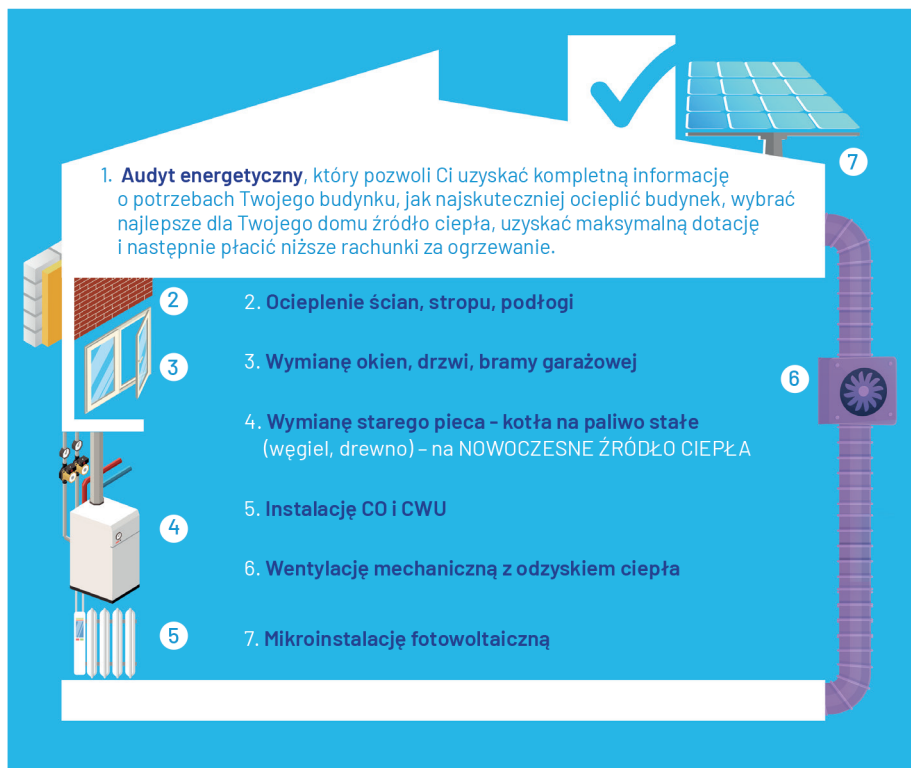 7
1. Audyt energetyczny, który pozwoli Ci uzyskać kompletną informację
o potrzebach Twojego budynku, jak najskuteczniej ocieplić budynek, wybrać
najlepsze dla Twojego domu źródło ciepła, uzyskać maksymalną dotację
i następnie płacić niższe rachunki za ogrzewanie.
2
2. Ocieplenie ścian, stropu, podłogi
3
3. Wymianę okien, drzwi, bramy garażowej
6
4. Wymianę starego pieca - kotła na paliwo stałe
(węgiel, drewno) – na NOWOCZESNE ŹRÓDŁO CIEPŁA
4
5. Instalację CO i CWU
6. Wentylację mechaniczną z odzyskiem ciepła
5
7. Mikroinstalację fotowoltaiczną